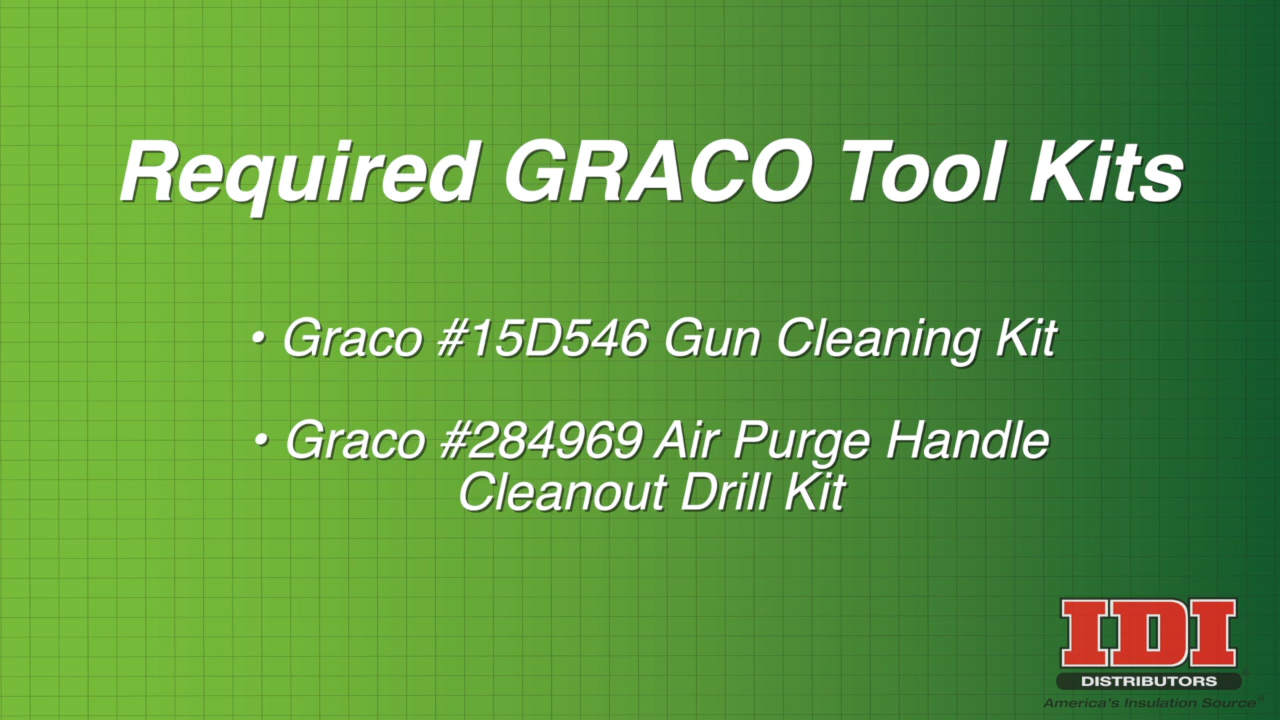 Required GRACO Tool Kits
• Graco #15D546 Gun Cleaning Kit
• Graco #284969 Air Purge Handle
Cleanout Drill Kit
IDI
DISTRIBUTORS
America's Insulation Source®